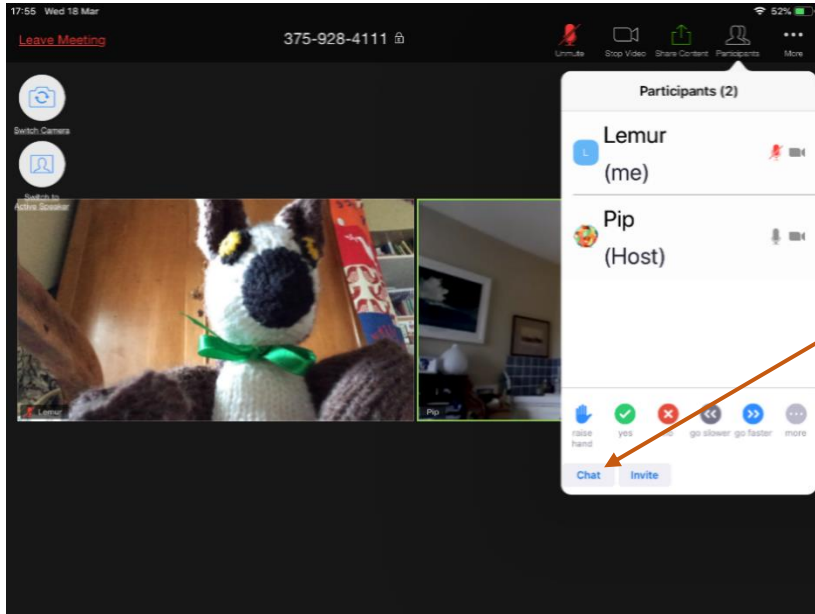 17:55 Wed 18 Mar
52%
Leave Meeting
375-928-4111
Unmute
Stop Video
Share Content
Participants
More
Switch Camera
Switch to
Active Speaker
Participants (2)
L
Lemur
(me)
Pip
(Host)
Lemur
Pip
raise
hand
yes
go slower
go faster
more
Chat
Invite